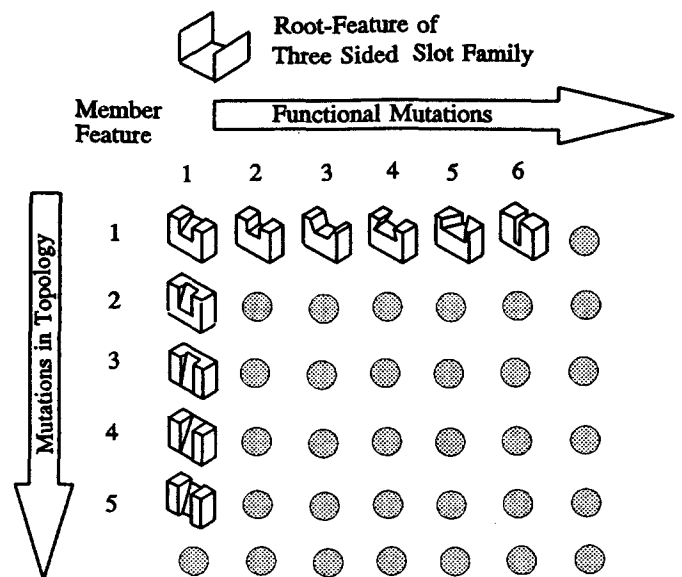 Root-Feature of
Three Sided Slot Family
Member
Feature
Functional Mutations
1 2 3 4 5 6
1
2
3
4
5
Mutations in Topology